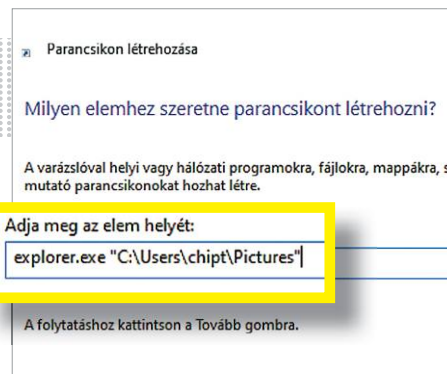 Parancsikon létrehozása
Milyen elemhez szeretne parancsikont létrehozni?
A varázslóval helyi vagy hálózati programokra, fájlokra, mappákra,
mutató parancsikonokat hozhat létre.
Adja meg az elem helyét:
explorer.exe "C:\Users\chipt\Pictures"
A folytatáshoz kattintson a Tovább gombra.